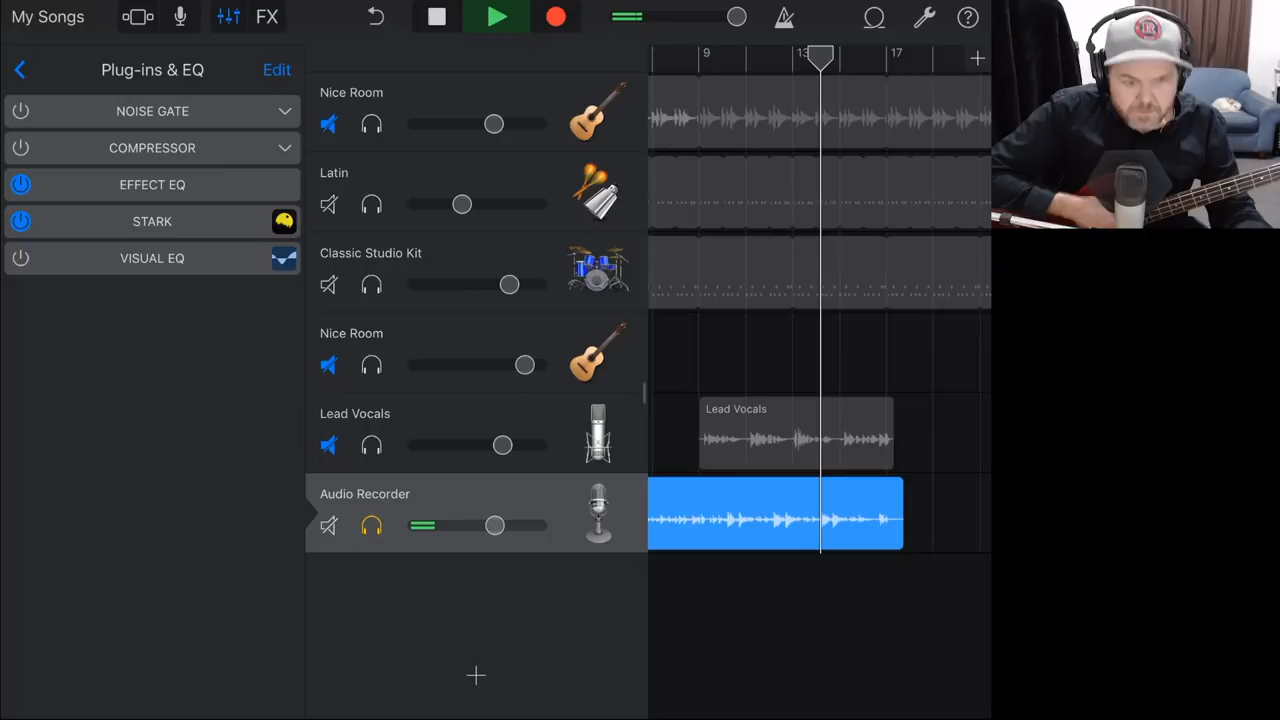 My Songs
FX
Plug-ins & EQ
Edit
NOISE GATE
COMPRESSOR
EFFECT EQ
STARK
VISUAL EQ
9
13
17
Nice Room
Latin
Classic Studio Kit
Nice Room
Lead Vocals
Lead Vocals
Audio Recorder